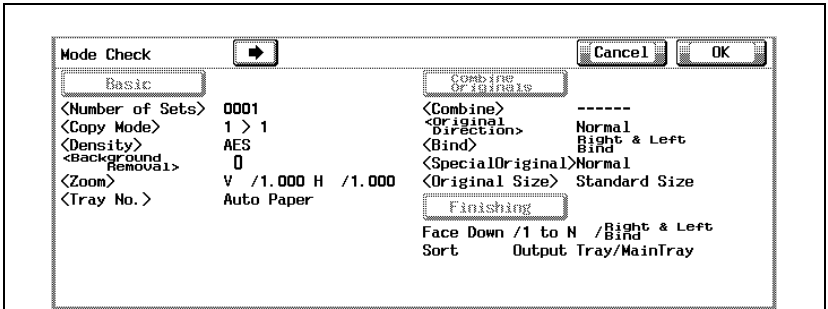 Mode Check
Cancel
OK
Basic
<Number of Sets> 0001
<Copy Mode> 1 > 1
<Density> AES
<Background
Removal> 0
<Zoom> V /1.000 H /1.000
<Tray No.> Auto Paper
Combine
Originals
<Combine> ------
<Original
Direction> Normal
<Bind> Right & Left
Bind
<SpecialOriginal>Normal
<Original Size> Standard Size
Finishing
Face Down /1 to N /Right & Left
Bind
Sort Output Tray/MainTray